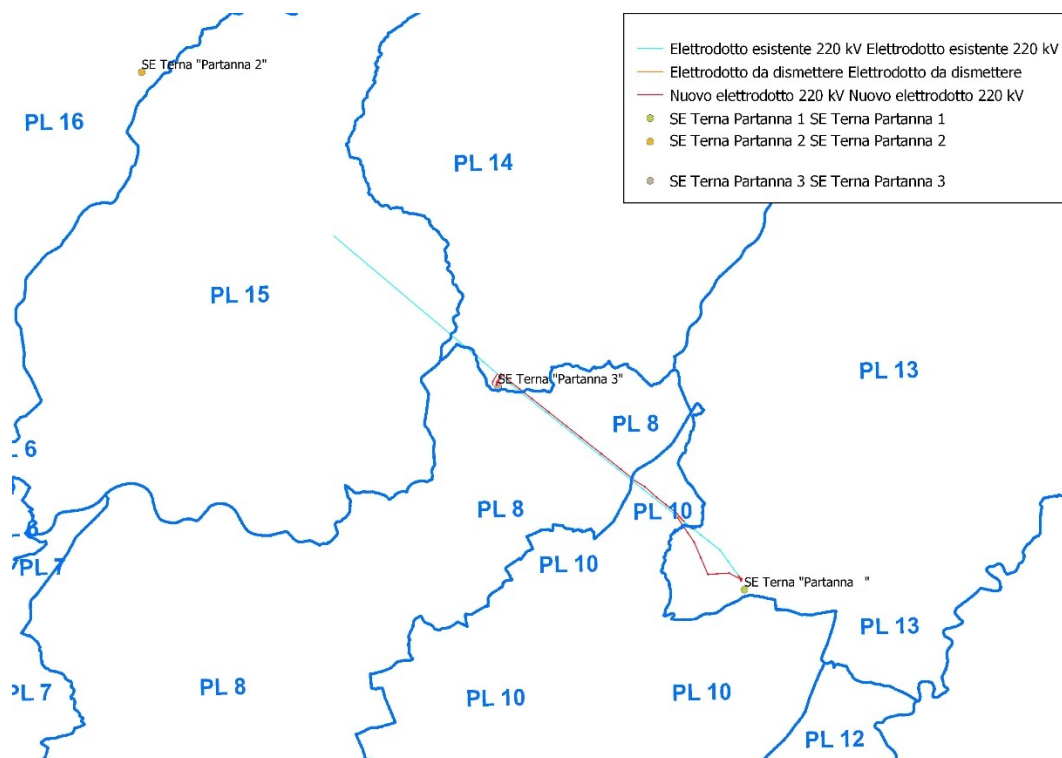 Elettrodotto esistente 220 kV Elettrodotto esistente 220 kV
Elettrodotto da dismettere Elettrodotto da dismettere
Nuovo elettrodotto 220 kV Nuovo elettrodotto 220 kV
SE Terna Partanna 1 SE Terna Partanna 1
SE Terna Partanna 2 SE Terna Partanna 2
SE Terna Partanna 3 SE Terna Partanna 3
SE Terna "Partanna 2"
PL 16
PL 14
PL 15
PL 13
SE Terna "Partanna 3"
PL 8
L 6
PL 8
PL 10
L 6
PL 10
PL 7
SE Terna "Partanna "
PL 13
PL 7
PL 8
PL 10
PL 10
PL 12